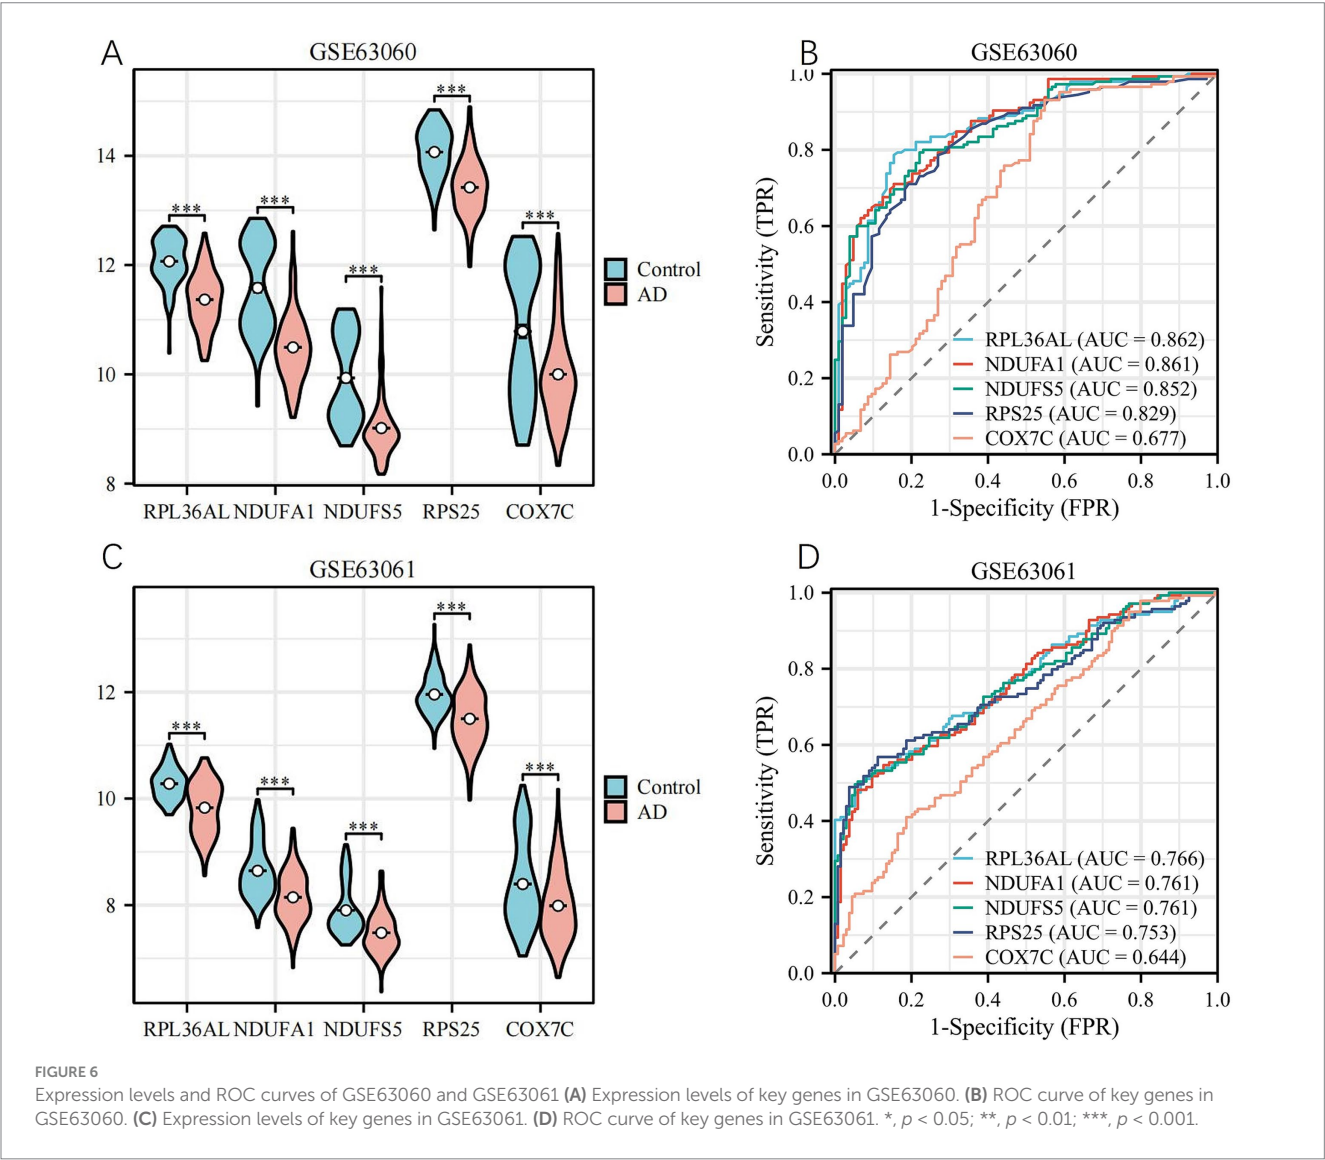 A
GSE63060
14
12
10
8
***
***
***
***
***
RPL36AL NDUFA1 NDUFS5 RPS25 COX7C
Control
AD
B
GSE63060
1.0
0.8
0.6
0.4
0.2
0.0
Sensitivity (TPR)
RPL36AL (AUC = 0.862)
NDUFA1 (AUC = 0.861)
NDUFS5 (AUC = 0.852)
RPS25 (AUC = 0.829)
COX7C (AUC = 0.677)
0.0 0.2 0.4 0.6 0.8 1.0
1-Specificity (FPR)
C
GSE63061
12
10
8
***
***
***
***
***
RPL36AL NDUFA1 NDUFS5 RPS25 COX7C
Control
AD
D
GSE63061
1.0
0.8
0.6
0.4
0.2
0.0
Sensitivity (TPR)
RPL36AL (AUC = 0.766)
NDUFA1 (AUC = 0.761)
NDUFS5 (AUC = 0.761)
RPS25 (AUC = 0.753)
COX7C (AUC = 0.644)
0.0 0.2 0.4 0.6 0.8 1.0
1-Specificity (FPR)
FIGURE 6
Expression levels and ROC curves of GSE63060 and GSE63061 (A) Expression levels of key genes in GSE63060. (B) ROC curve of key genes in
GSE63060. (C) Expression levels of key genes in GSE63061. (D) ROC curve of key genes in GSE63061. *, p < 0.05; **, p < 0.01; ***, p < 0.001.